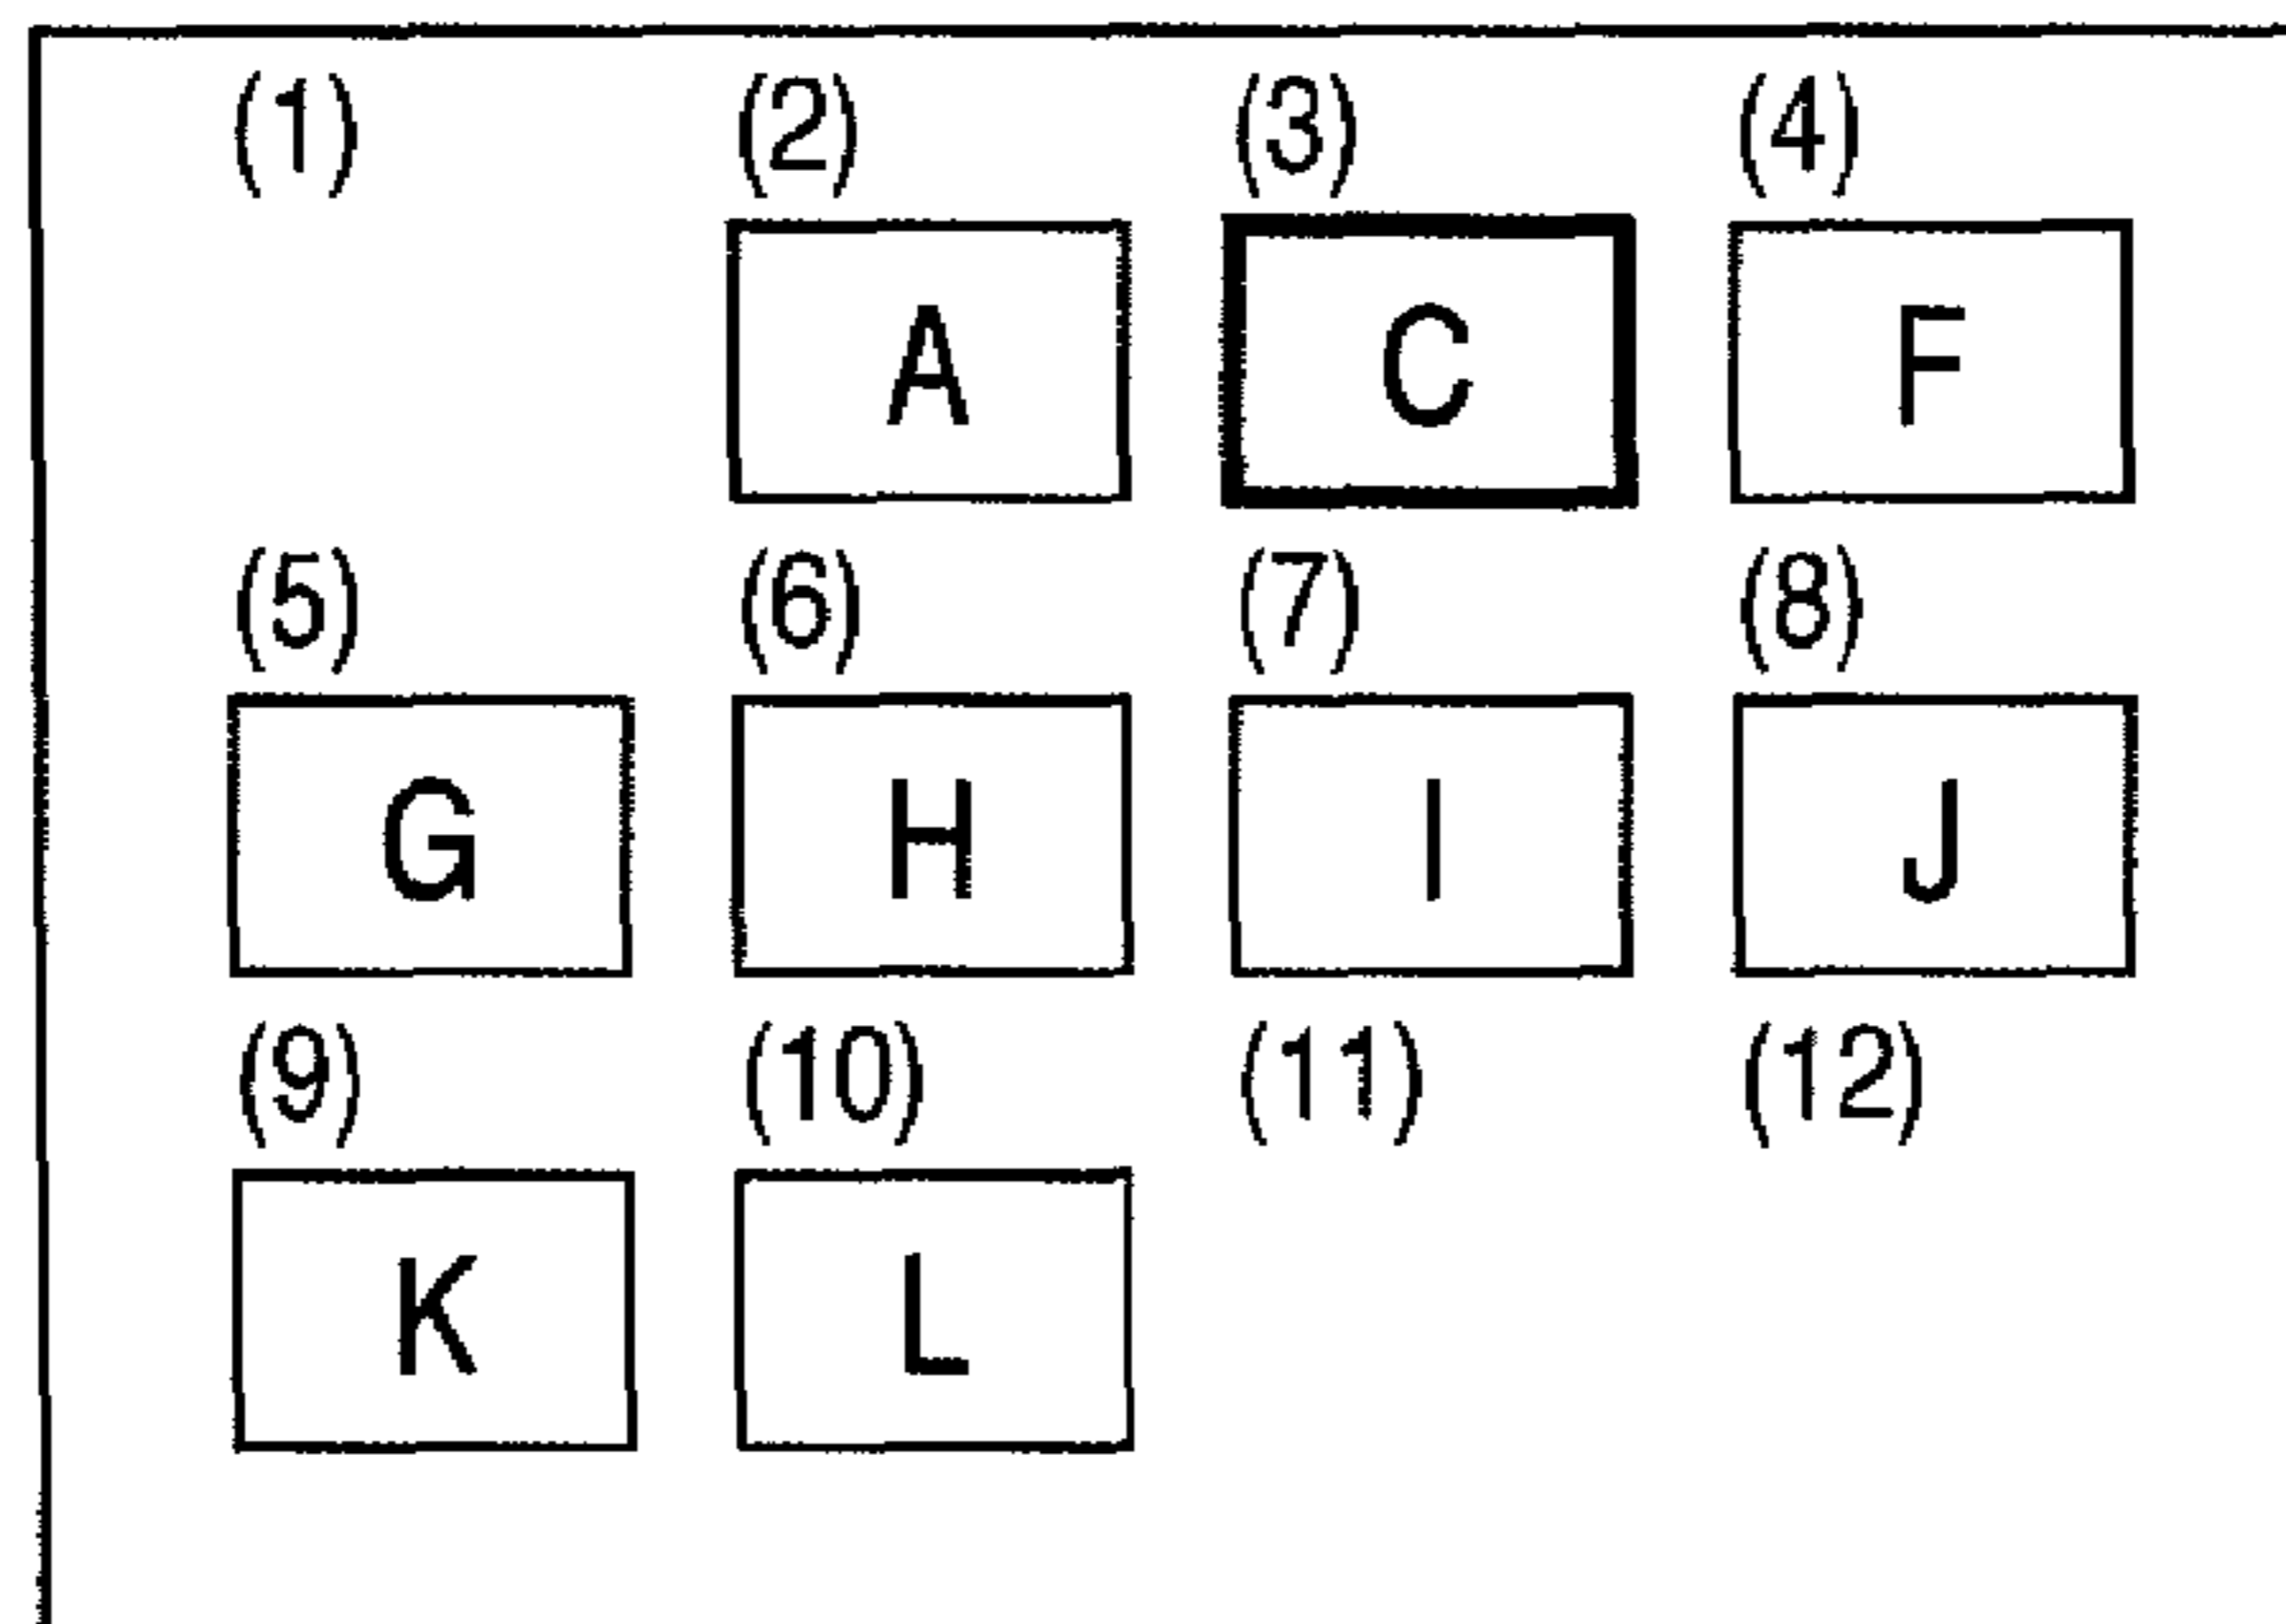 (1) (2) (3) (4)
A C F
(5) (6) (7) (8)
G H I J
(9) (10) (11) (12)
K L